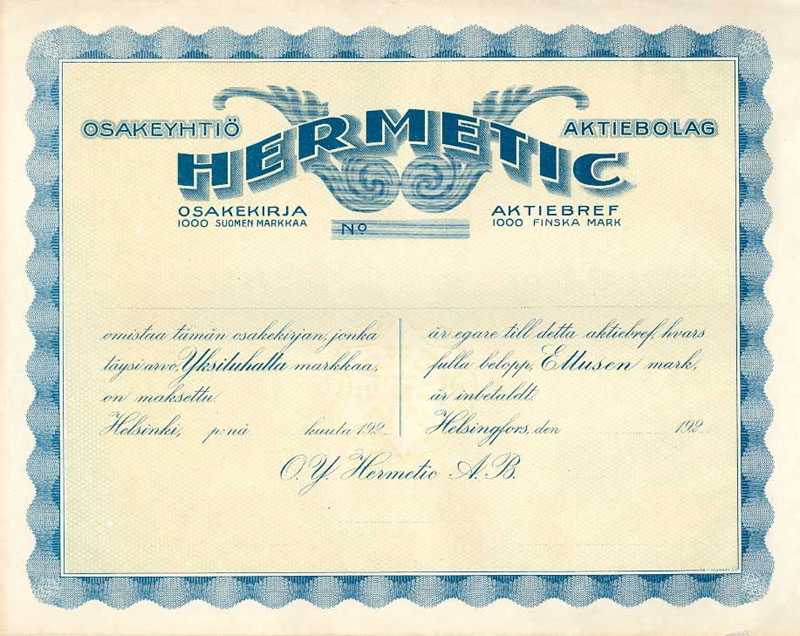 OSAKEYHTIÖ HERMETIC AKTIEBOLAG
OSAKEKIRJA
1000 SUOMEN MARKKAA
No
AKTIEBREF
1000 FINSKA MARK
omistaa tämän osakekirjan, jonka
täysi arvo, Yksituhatta markkaa,
on maksettu.
Helsinki, p:nä kuuta 192
är egare till detta aktiebref, hvars
fulla belopp, Ettusen mark,
är inbetaldt.
Helsingfors, den 192
O.Y. Hermetic A.B.